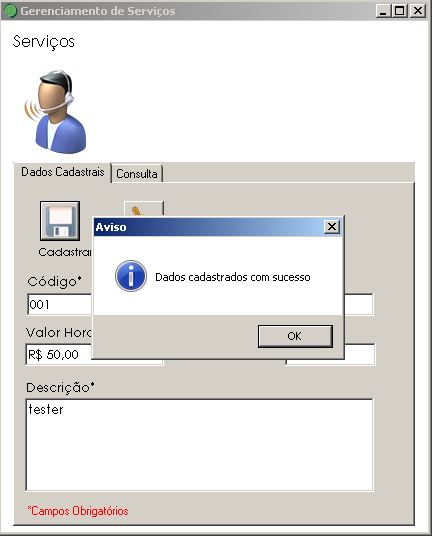 Gerenciamento de Serviços
Serviços
Dados Cadastrais
Consulta
Cadastrar
Aviso
Dados cadastrados com sucesso
OK
Código*
001
Valor Hora
R$ 50,00
Descrição*
tester
*Campos Obrigatórios